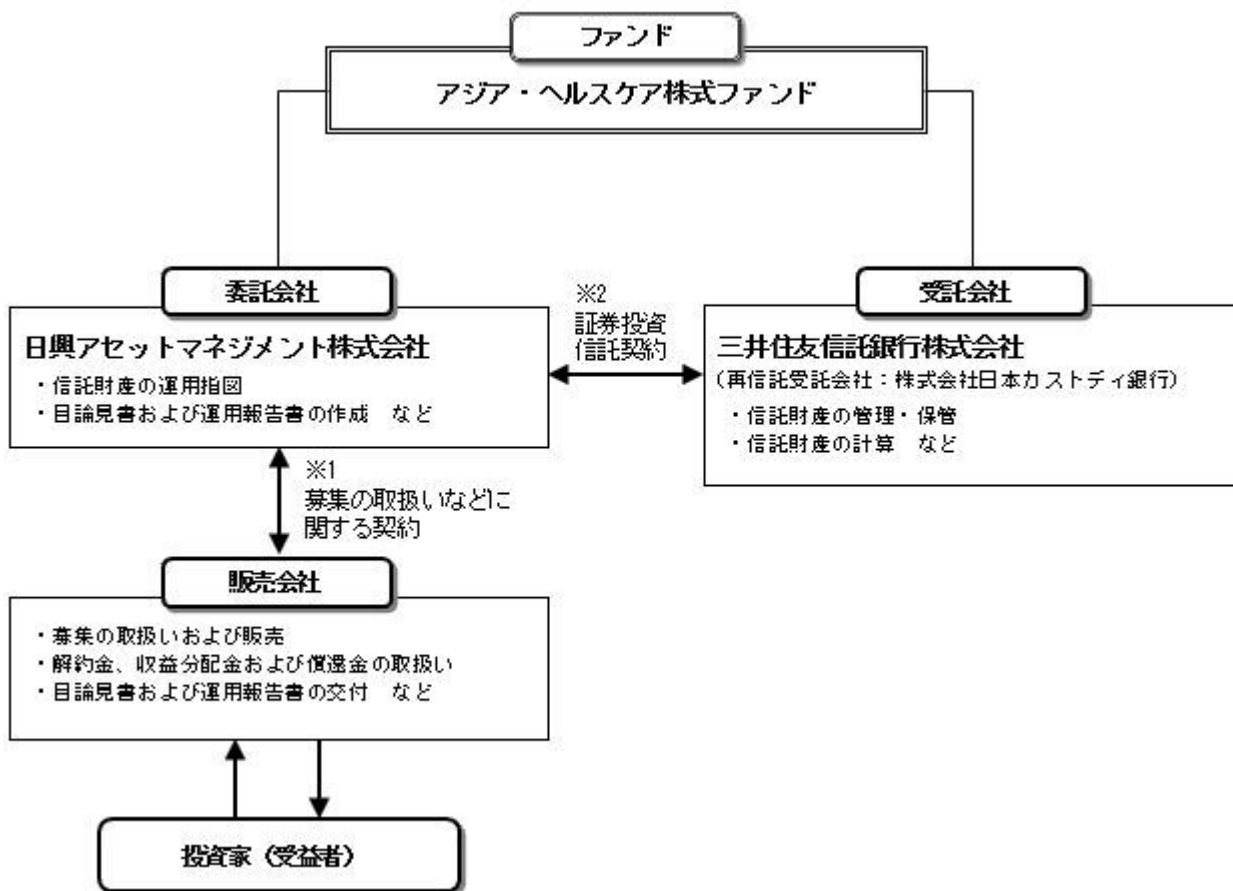 ファンド
アジア・ヘルスケア株式ファンド
委託会社
日興アセットマネジメント株式会社
・信託財産の運用指図
・目論見書および運用報告書の作成　など
※2
証券投資
信託契約
受託会社
三井住友信託銀行株式会社
(再信託受託会社：株式会社日本カストディ銀行)
・信託財産の管理・保管
・信託財産の計算　など
※1
募集の取扱いなどに
関する契約
販売会社
・募集の取扱いおよび販売
・解約金、収益分配金および償還金の取扱い
・目論見書および運用報告書の交付　など
投資家（受益者）